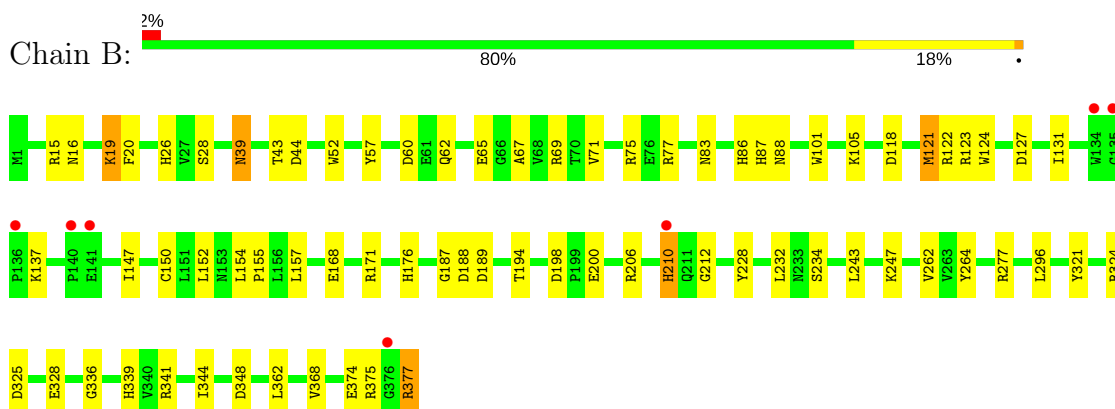 2%
Chain B:
80% 18% •
M1 R15 N16 K19 F20 H26 V27 S28 N39 T43 D44 W52 Y57 D60 E61 Q62 E65 G66 A67 V68 R69 T70 V71 R75 E76 R77 N83 H86 H87 N88 W101 K105 D118 M121 R122 R123 W124 D127 I131 W134 G135
P136 K137 P140 E141 I147 C150 L151 L152 N153 L154 P155 L156 L157 E168 R171 H176 G187 D188 D189 T194 D198 P199 E200 R206 H210 Q211 G212 Y228 L232 N233 S234 L243 K247 V262 V263 Y264 R277 L296 Y321
D325 E328 G336 H339 V340 R341 I344 D348 L362 V368 E374 R375 G376 R377